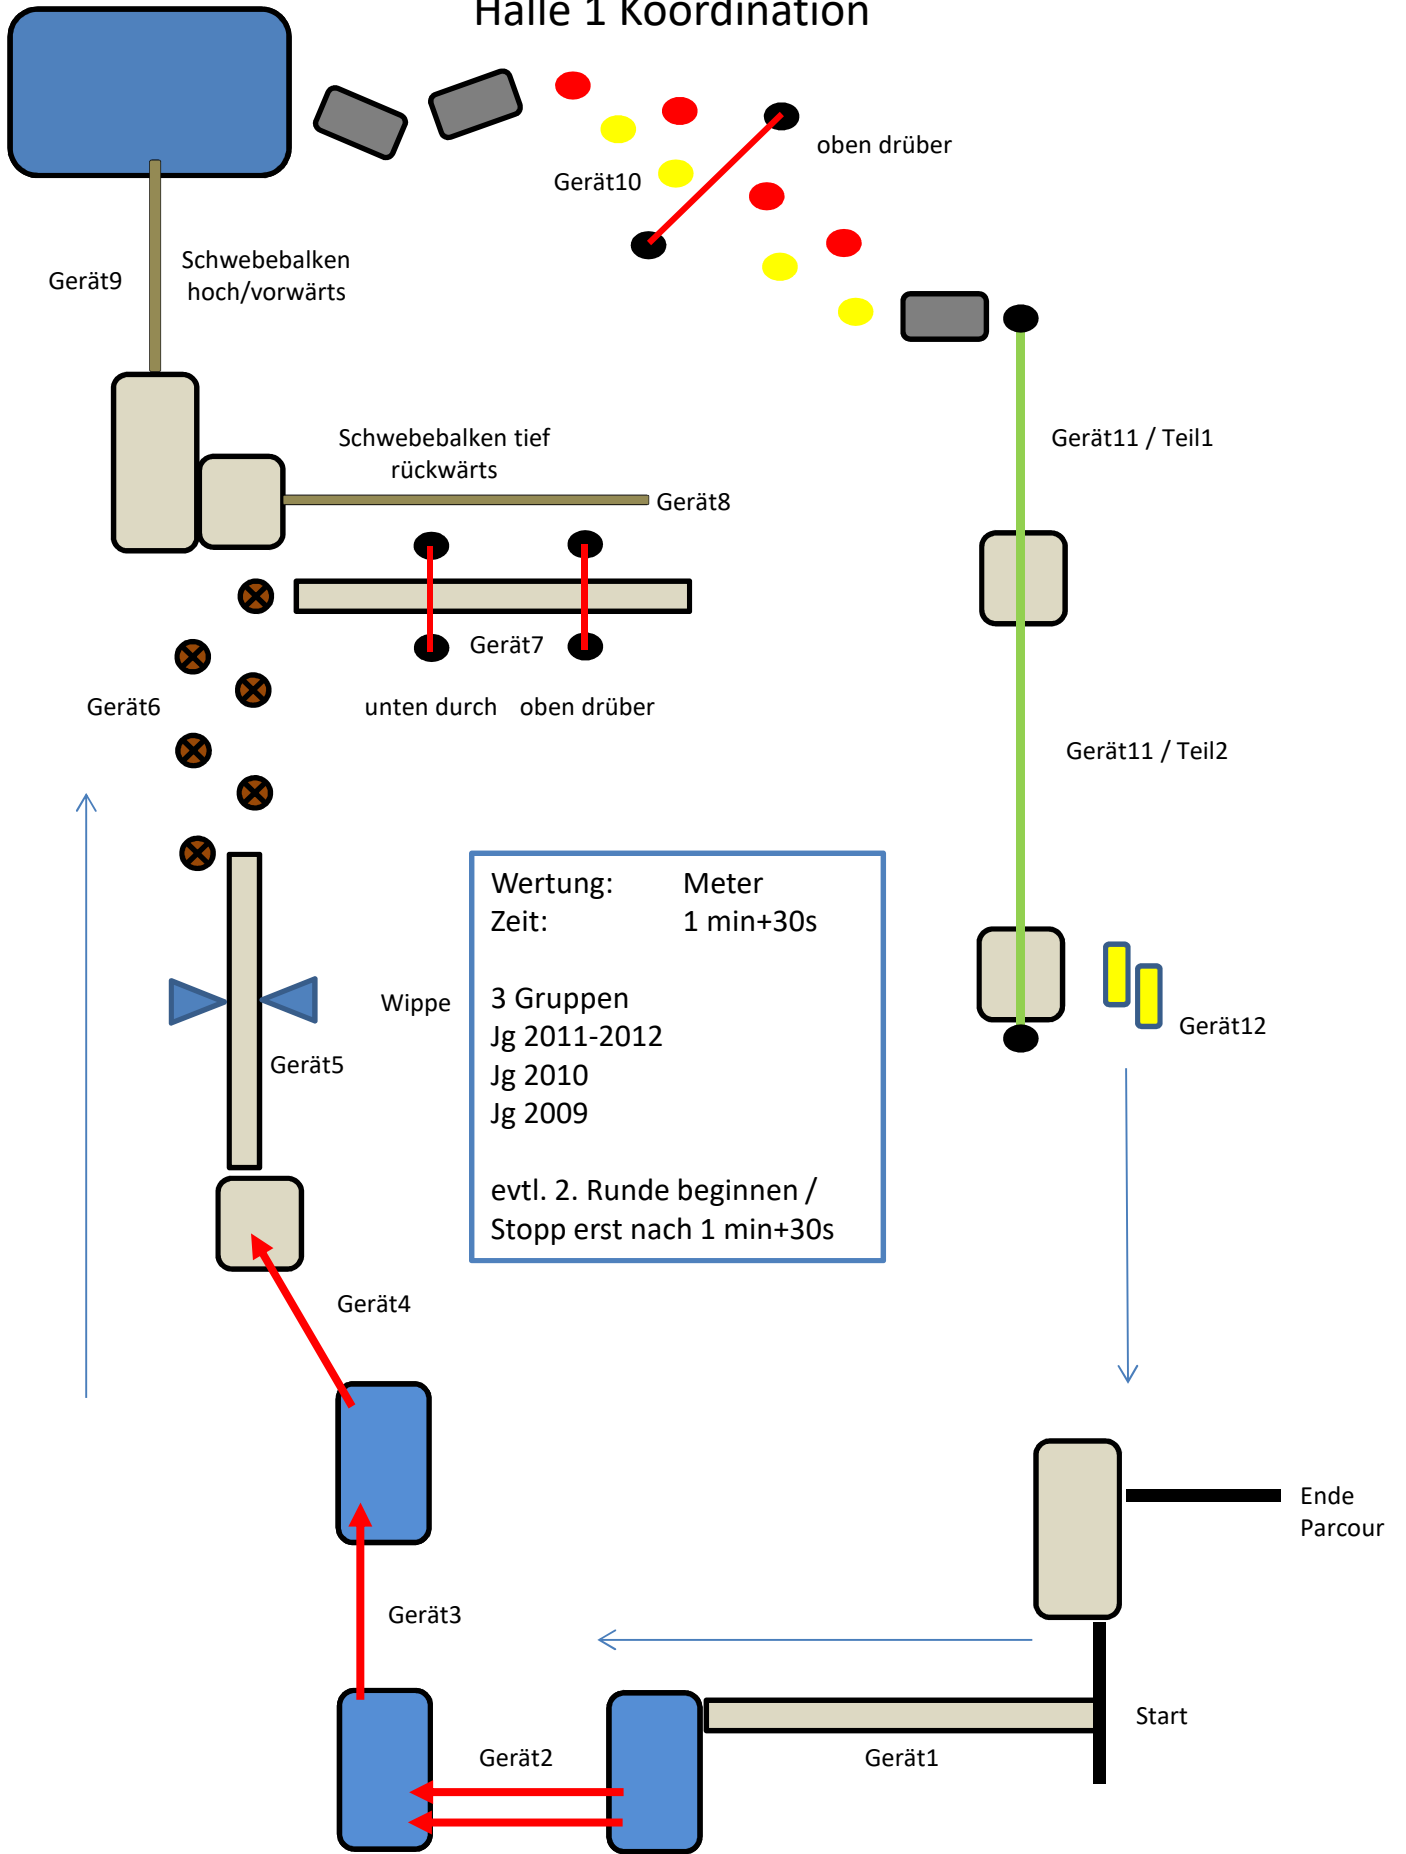 Halle 1 Koordination
oben drüber
Gerät10
Schwebebalken
hoch/vorwärts
Gerät9
Schwebebalken tief
rückwärts
Gerät8
Gerät11 / Teil1
Gerät7
Gerät6
unten durch oben drüber
Gerät11 / Teil2
Wertung: Meter
Zeit: 1 min+30s
3 Gruppen
Jg 2011-2012
Jg 2010
Jg 2009
evtl. 2. Runde beginnen /
Stopp erst nach 1 min+30s
Wippe
Gerät12
Gerät5
Gerät4
Ende
Parcour
Gerät3
Start
Gerät2
Gerät1